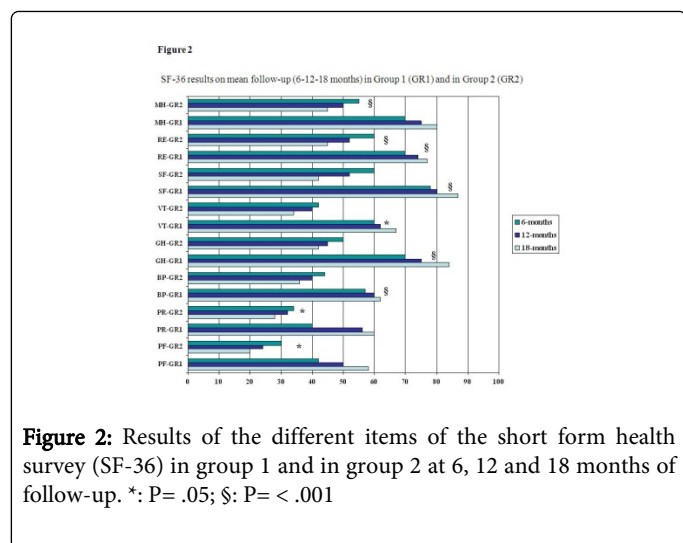 Figure 2
SF-36 results on mean follow-up (6-12-18 months) in Group 1 (GR1) and in Group 2 (GR2)
MH-GR2
§
MH-GR1
RE-GR2
§
RE-GR1
§
SF-GR2
SF-GR1
§
VT-GR2
VT-GR1
*
GH-GR2
GH-GR1
§
BP-GR2
BP-GR1
§
PR-GR2
*
PR-GR1
PF-GR2
*
PF-GR1
0 10 20 30 40 50 60 70 80 90 100
6-months
12-months
18-months
Figure 2: Results of the different items of the short form health
survey (SF-36) in group 1 and in group 2 at 6, 12 and 18 months of
follow-up. *: P= .05; §: P= < .001